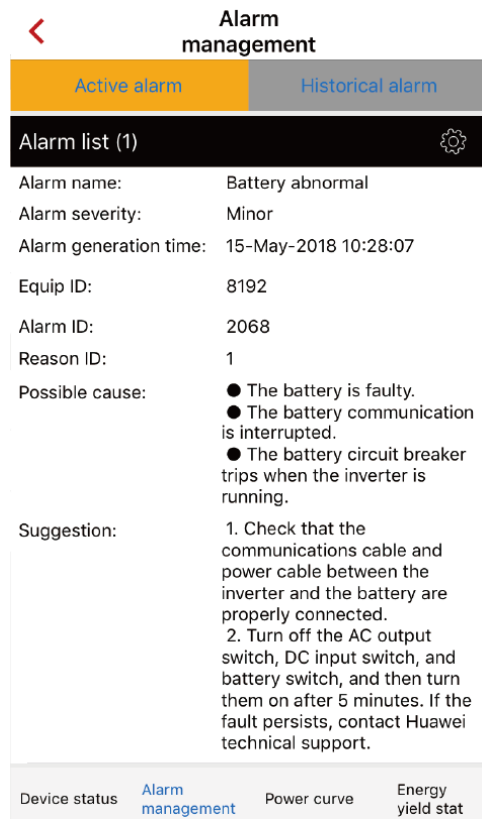 Alarm
management
Active alarm Historical alarm
Alarm list (1)
Alarm name: Battery abnormal
Alarm severity: Minor
Alarm generation time: 15-May-2018 10:28:07
Equip ID: 8192
Alarm ID: 2068
Reason ID: 1
Possible cause: ● The battery is faulty.
● The battery communication
is interrupted.
● The battery circuit breaker
trips when the inverter is
running.
Suggestion: 1. Check that the
communications cable and
power cable between the
inverter and the battery are
properly connected.
2. Turn off the AC output
switch, DC input switch, and
battery switch, and then turn
them on after 5 minutes. If the
fault persists, contact Huawei
technical support.
Device status Alarm management Power curve Energy yield stat